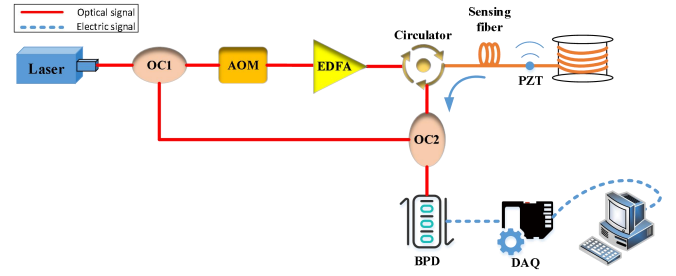 Optical signal
Electric signal
Laser
OC1
AOM
EDFA
Circulator
Sensing
fiber
PZT
OC2
BPD
DAQ